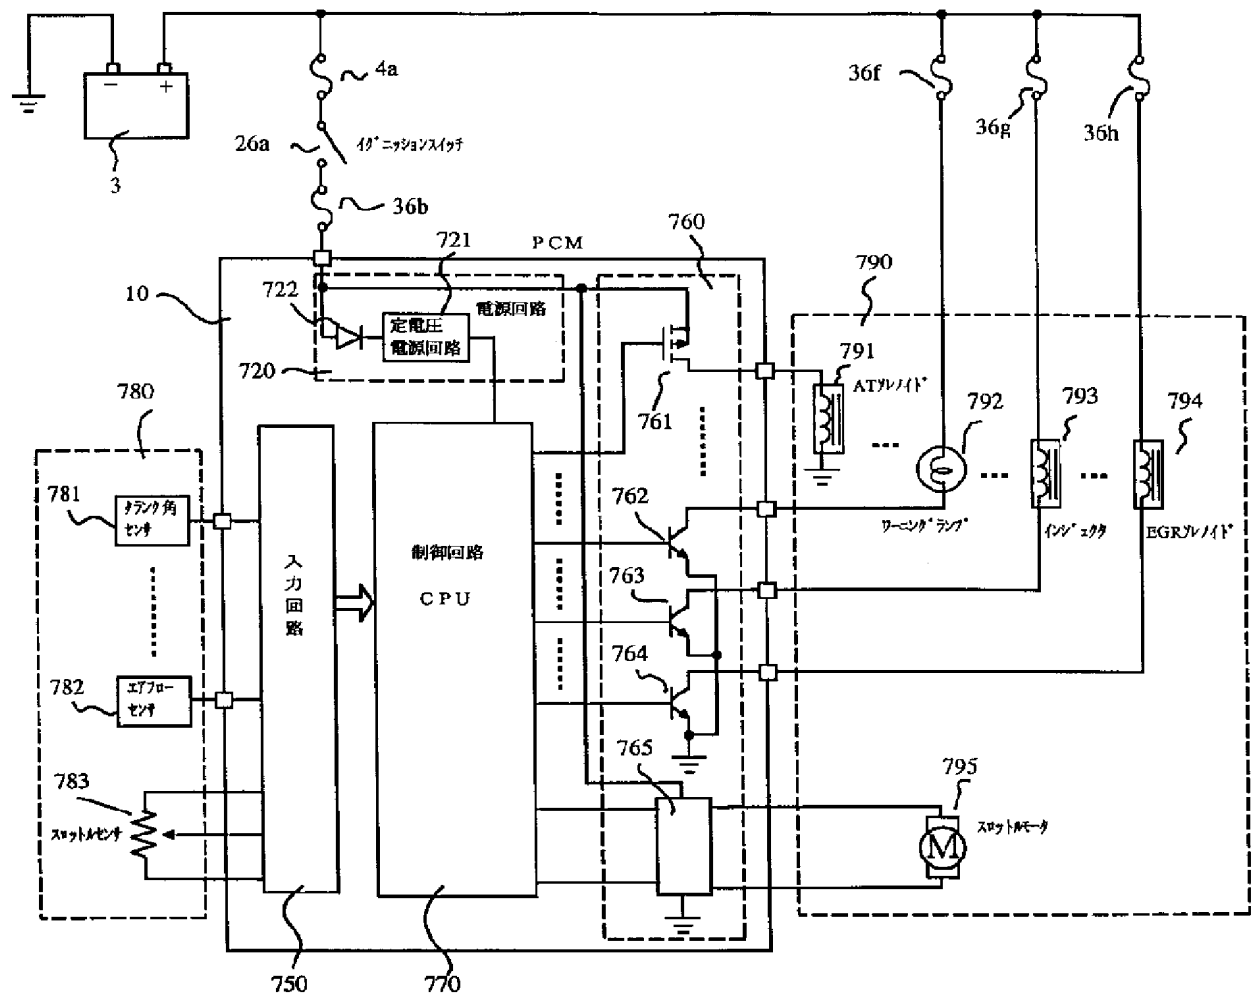 4a
36f
36g
36h
－ ＋
3
26a
ｲｸﾞﾆｯｼｮﾝｽｲｯﾁ
36b
721
PCM
760
10
722
電源回路
定電圧
電源回路
720
761
790
791
ATｿﾚﾉｲﾄﾞ
792
793
794
780
781
クランク角
センサ
762
ﾜｰﾆﾝｸﾞﾗﾝﾌﾟ
ｲﾝｼﾞｪｸﾀ
EGRｿﾚﾉｲﾄﾞ
入力回路
制御回路
CPU
763
764
782
エアフロー
センサ
765
783
ｽﾛｯﾄﾙｾﾝｻ
795
ｽﾛｯﾄﾙﾓｰﾀ
M
750
770